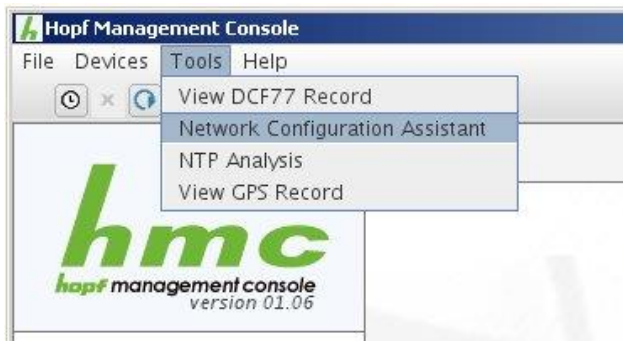 Hopf Management Console
File Devices Tools Help
View DCF77 Record
Network Configuration Assistant
NTP Analysis
View GPS Record
hmc
hopf management console
version 01.06